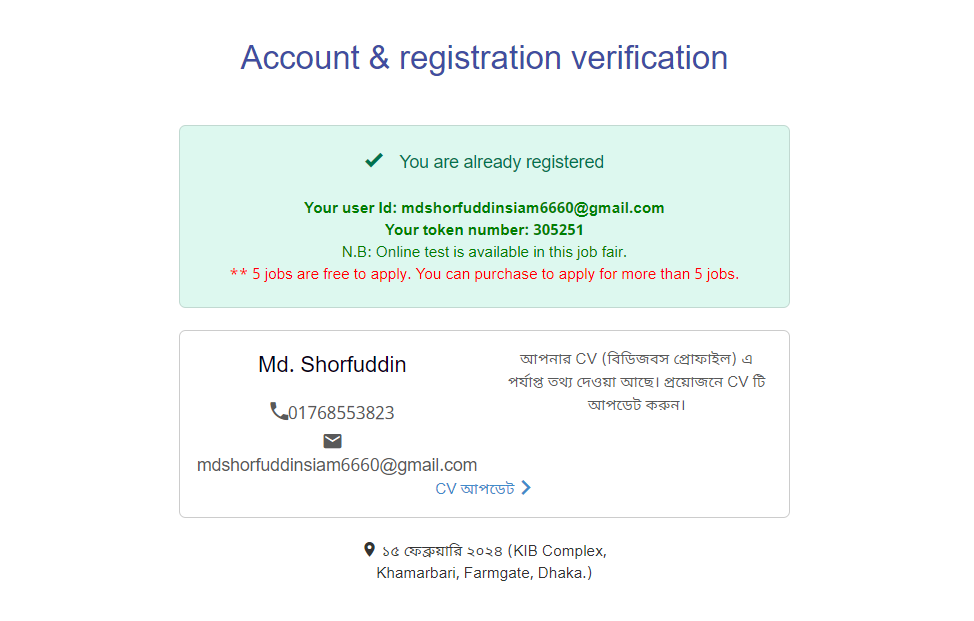 Account & registration verification
You are already registered
Your user Id: mdshorfuddinsiam6660@gmail.com
Your token number: 305251
N.B: Online test is available in this job fair.
** 5 jobs are free to apply. You can purchase to apply for more than 5 jobs.
Md. Shorfuddin
01768553823
mdshorfuddinsiam6660@gmail.com
আপনার CV (বিডিজবস প্রোফাইল) এ
পর্যাপ্ত তথ্য দেওয়া আছে। প্রয়োজনে CV টি
আপডেট করুন।
CV আপডেট
১৫ ফেব্রুয়ারি ২০২৪ (KIB Complex,
Khamarbari, Farmgate, Dhaka.)